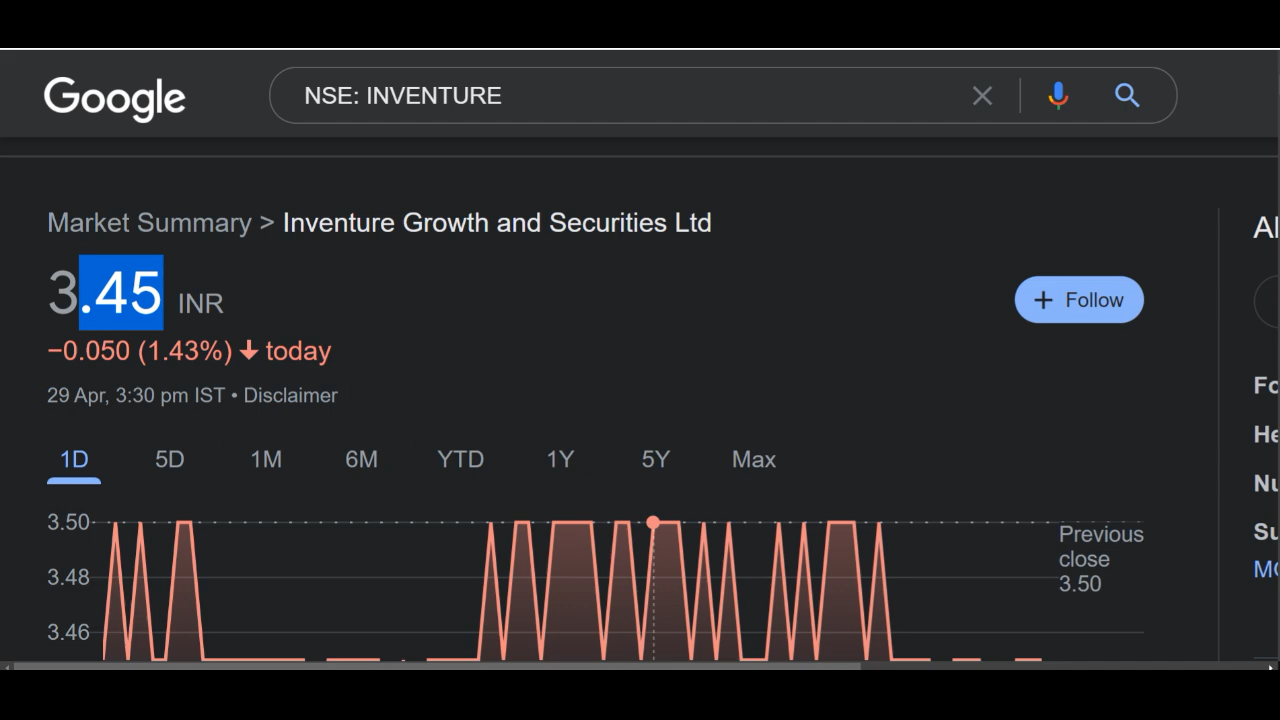 Google
NSE: INVENTURE
Market Summary > Inventure Growth and Securities Ltd
3.45 INR
+ Follow
−0.050 (1.43%) ↓ today
29 Apr, 3:30 pm IST • Disclaimer
1D 5D 1M 6M YTD 1Y 5Y Max
3.50
3.48
3.46
Previous
close
3.50